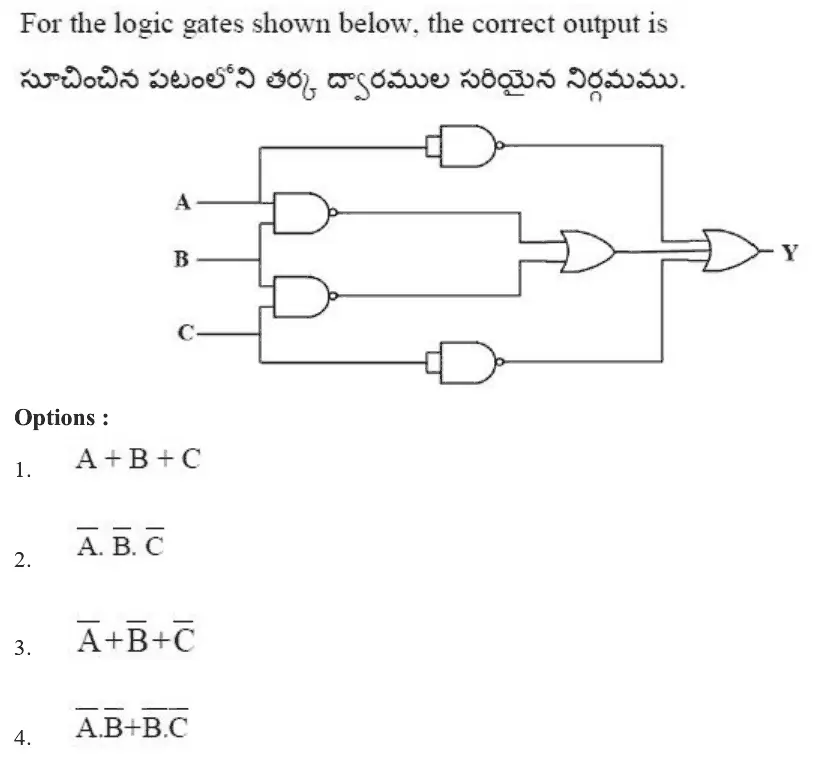 For the logic gates shown below, the correct output is
సూచించిన పటంలోని తర్క ద్వారముల సరియైన నిర్గమము.
A
B
C
Y
Options :
1. A + B + C
2. A̅. B̅. C̅
3. A̅+B̅+C̅
4. A̅.B̅+B̅.C̅